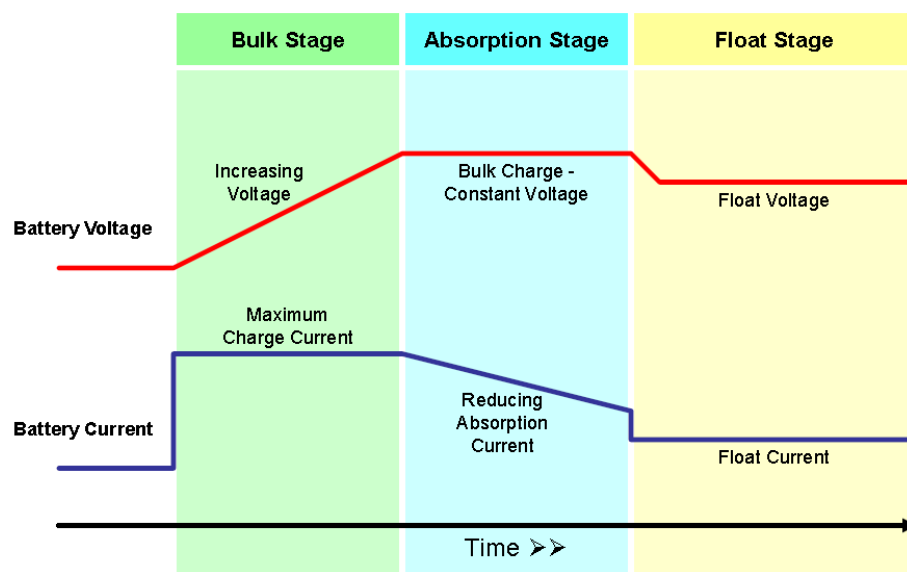 Bulk Stage
Absorption Stage
Float Stage
Increasing
Voltage
Bulk Charge -
Constant Voltage
Float Voltage
Battery Voltage
Maximum
Charge Current
Reducing
Absorption
Current
Battery Current
Float Current
Time ➢➢